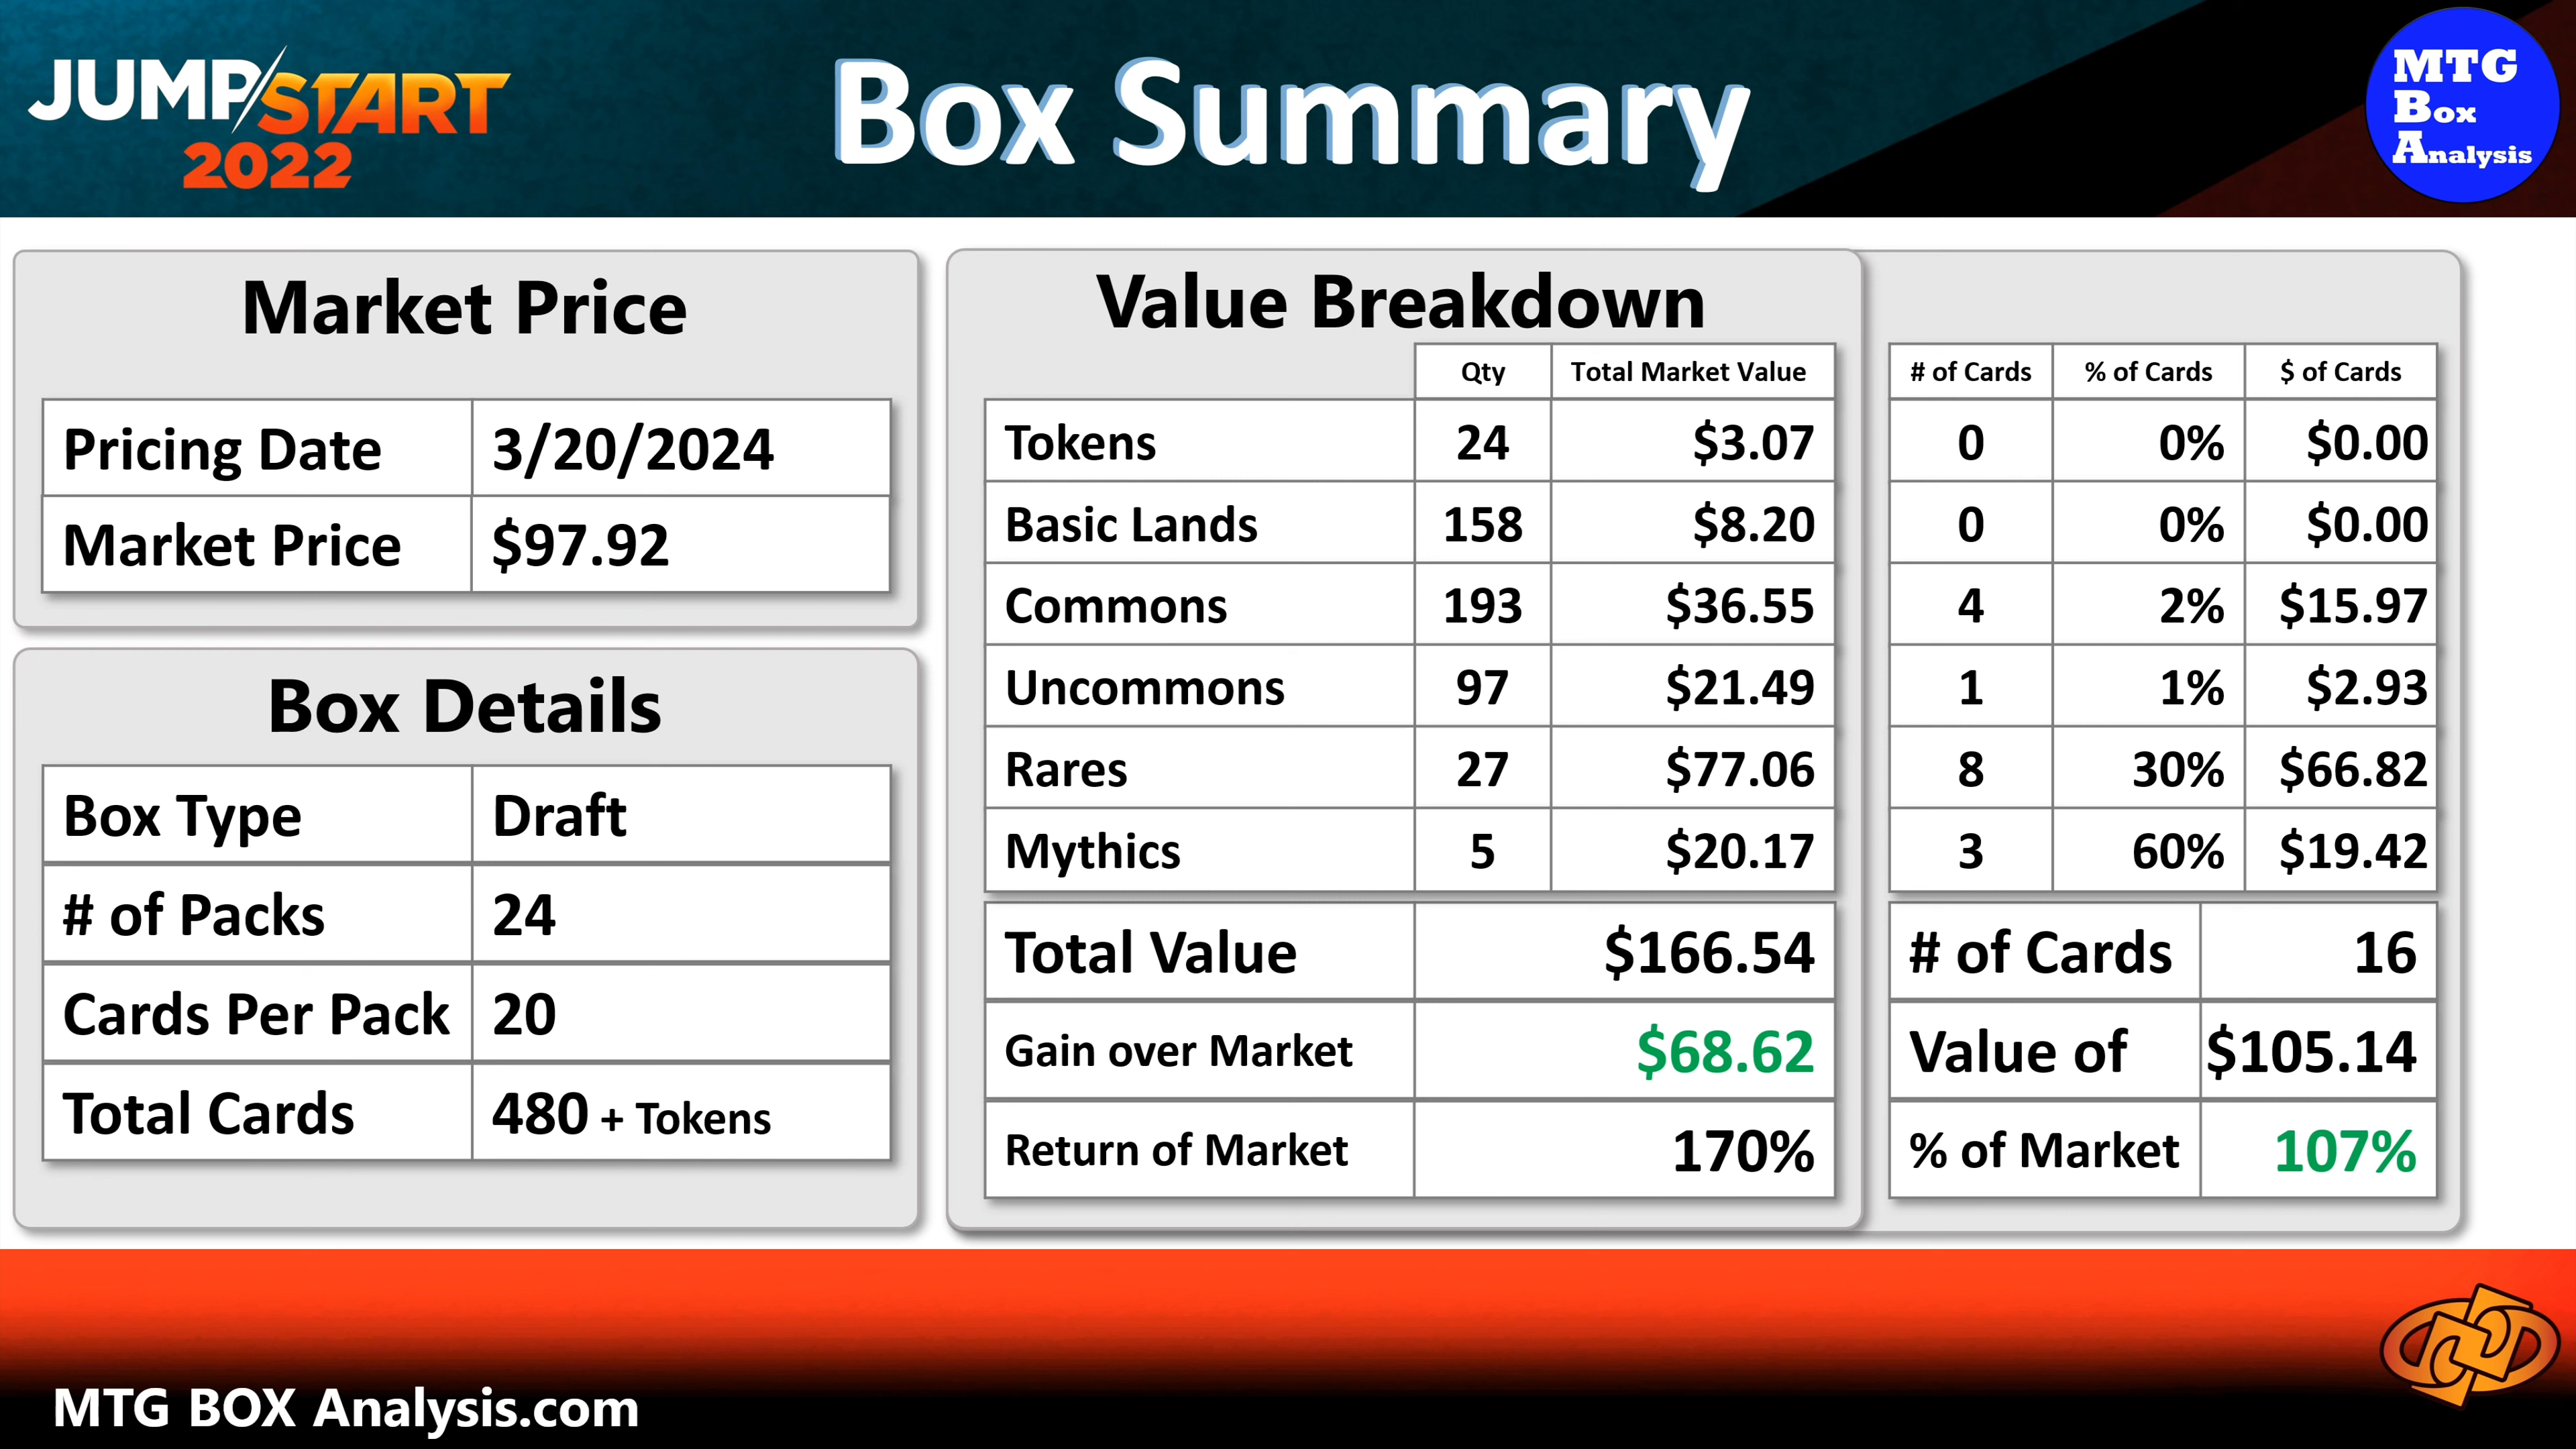 JUMP/START
2022
Box Summary
MTG
Box
Analysis
Market Price
Pricing Date 3/20/2024
Market Price $97.92
Box Details
Box Type Draft
# of Packs 24
Cards Per Pack 20
Total Cards 480 + Tokens
Value Breakdown
Qty Total Market Value # of Cards % of Cards $ of Cards
Tokens 24 $3.07 0 0% $0.00
Basic Lands 158 $8.20 0 0% $0.00
Commons 193 $36.55 4 2% $15.97
Uncommons 97 $21.49 1 1% $2.93
Rares 27 $77.06 8 30% $66.82
Mythics 5 $20.17 3 60% $19.42
Total Value $166.54 # of Cards 16
Gain over Market $68.62 Value of $105.14
Return of Market 170% % of Market 107%
MTG BOX Analysis.com